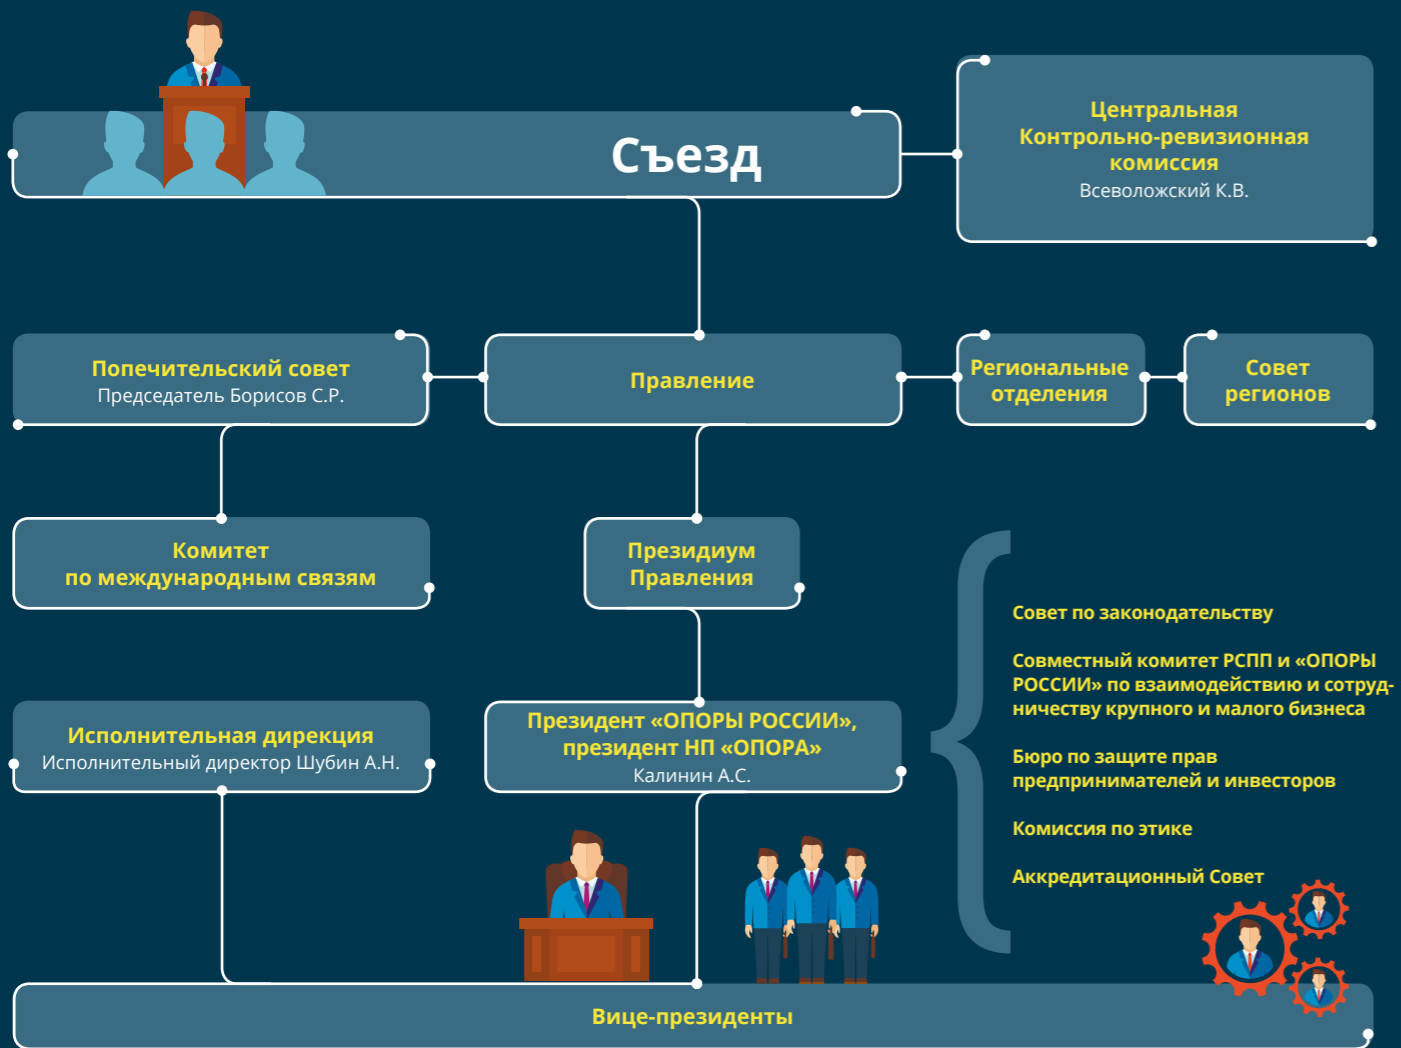 Съезд
Центральная
Контрольно-ревизионная
комиссия
Всеволожский К.В.
Попечительский совет
Председатель Борисов С.Р.
Правление
Региональные
отделения
Совет
регионов
Комитет
по международным связям
Президиум
Правления
Исполнительная дирекция
Исполнительный директор Шубин А.Н.
Президент «ОПОРЫ РОССИИ»,
президент НП «ОПОРА»
Калинин А.С.
Совет по законодательству
Совместный комитет РСПП и «ОПОРЫ
РОССИИ» по взаимодействию и сотруд-
ничеству крупного и малого бизнеса
Бюро по защите прав
предпринимателей и инвесторов
Комиссия по этике
Аккредитационный Совет
Вице-президенты